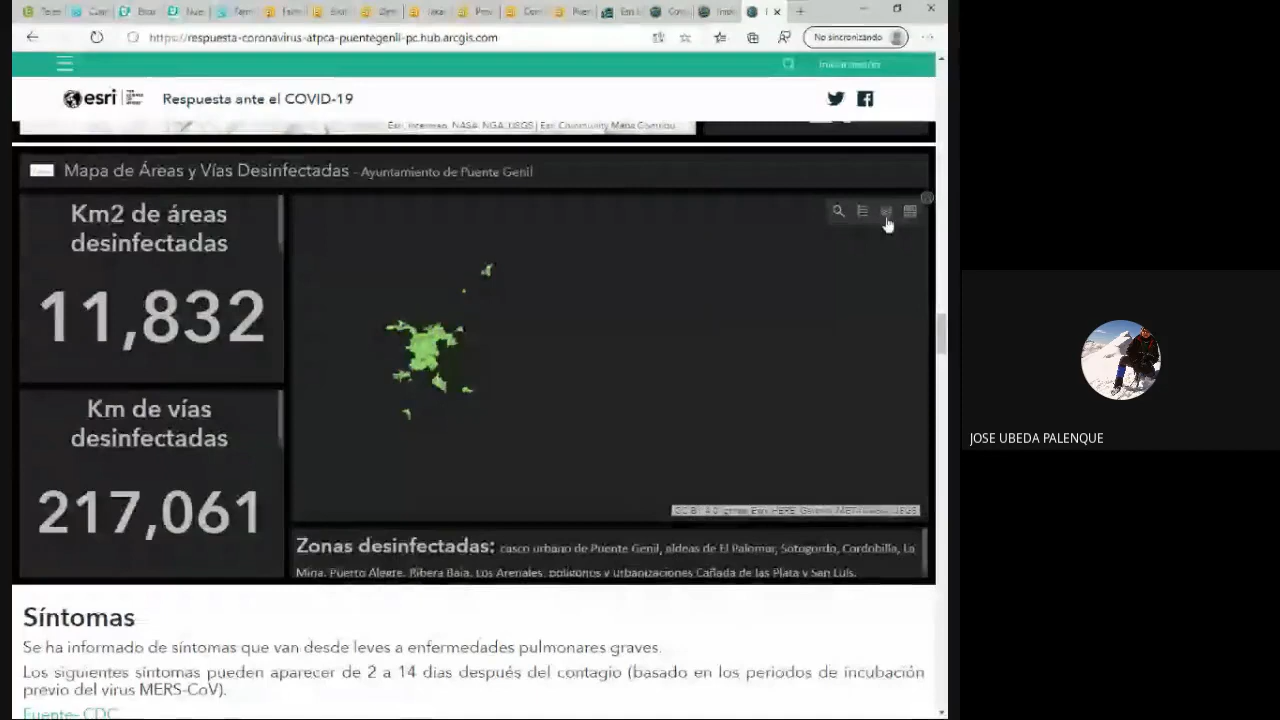 https://respuesta-coronavirus-atpca-puentegenil-pc.hub.arcgis.com
No sincronizando
Iniciar sesión
esri
Respuesta ante el COVID-19
Mapa de Áreas y Vías Desinfectadas - Ayuntamiento de Puente Genil
Km2 de áreas
desinfectadas
11,832
Km de vías
desinfectadas
217,061
Zonas desinfectadas: casco urbano de Puente Genil, aldeas de El Palomar, Sotogordo, Cordobilla, La
Mina, Puerto Alegre, Ribera Baja, Los Arenales, polígonos y urbanizaciones Cañada de las Plata y San Luís.
JOSE UBEDA PALENQUE
Síntomas
Se ha informado de síntomas que van desde leves a enfermedades pulmonares graves.
Los siguientes síntomas pueden aparecer de 2 a 14 días después del contagio (basado en los periodos de incubación
previo del virus MERS-CoV).
Fuente- CDC